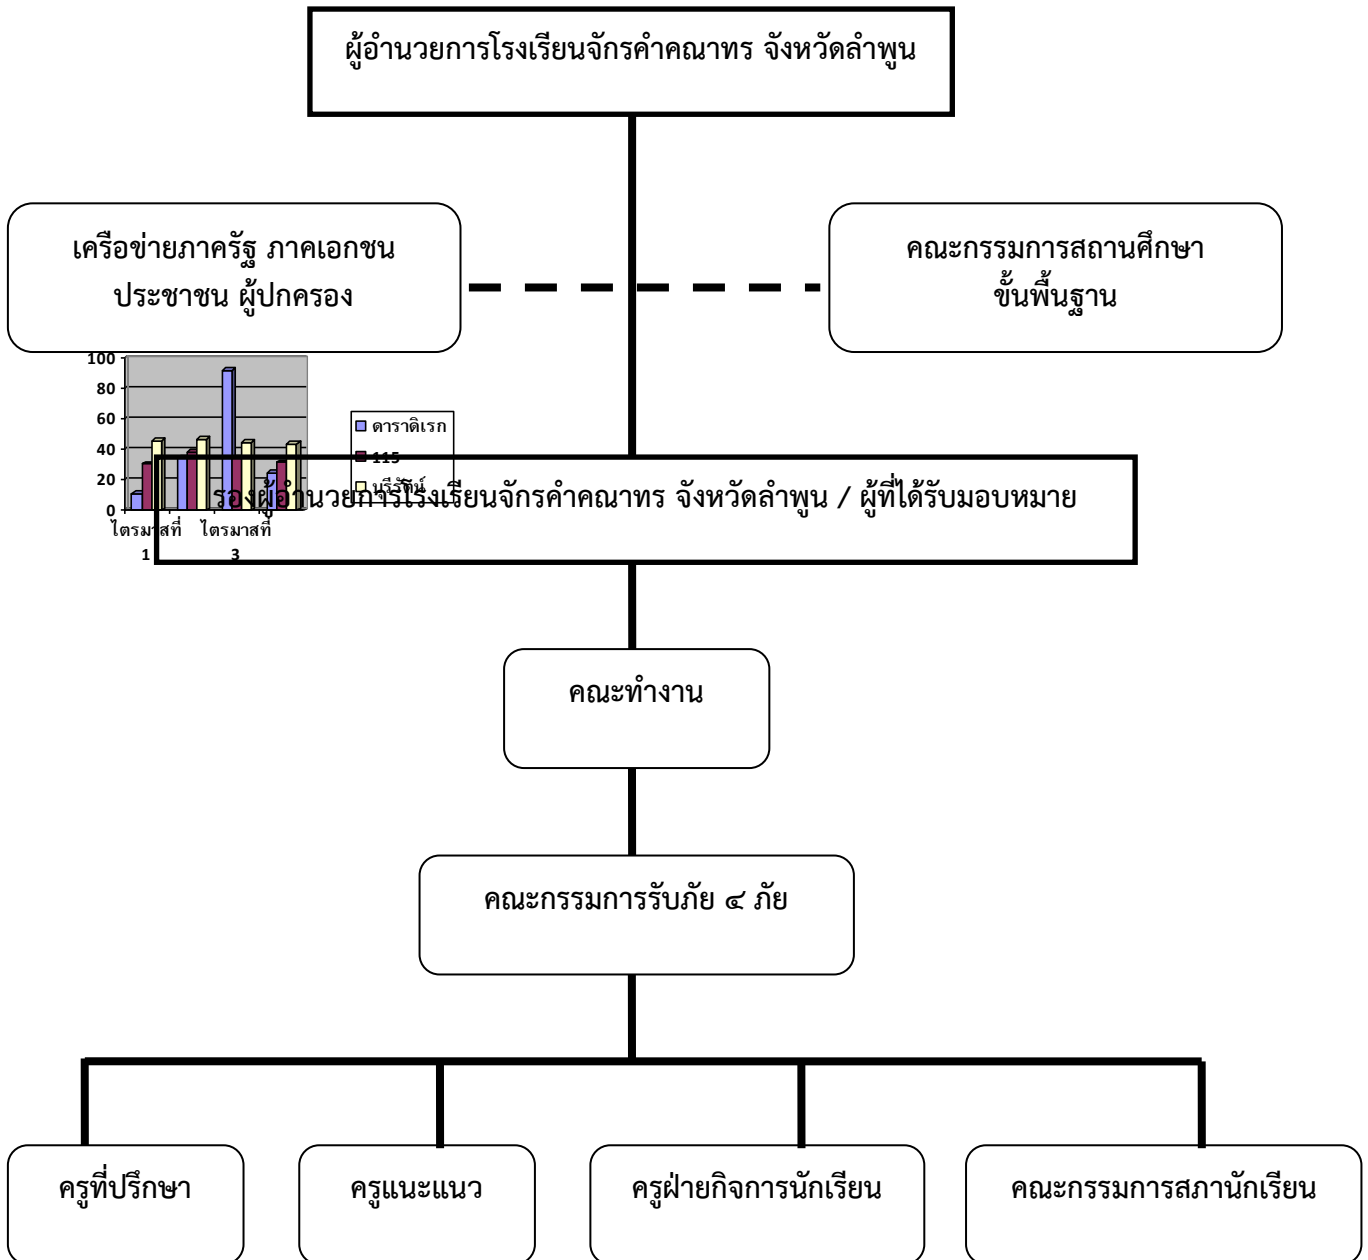 ผู้อำนวยการโรงเรียนจักรคำคณาทร จังหวัดลำพูน
เครือข่ายภาครัฐ ภาคเอกชน
ประชาชน ผู้ปกครอง
คณะกรรมการสถานศึกษา
ขั้นพื้นฐาน
100
80
60
40
20
0
ไตรมาสที่
1
ไตรมาสที่
3
ดาราดิเรก
115
บุรีรัตน์
รองผู้อำนวยการโรงเรียนจักรคำคณาทร จังหวัดลำพูน / ผู้ที่ได้รับมอบหมาย
คณะทำงาน
คณะกรรมการรับภัย ๔ ภัย
ครูที่ปรึกษา
ครูแนะแนว
ครูฝ่ายกิจการนักเรียน
คณะกรรมการสภานักเรียน